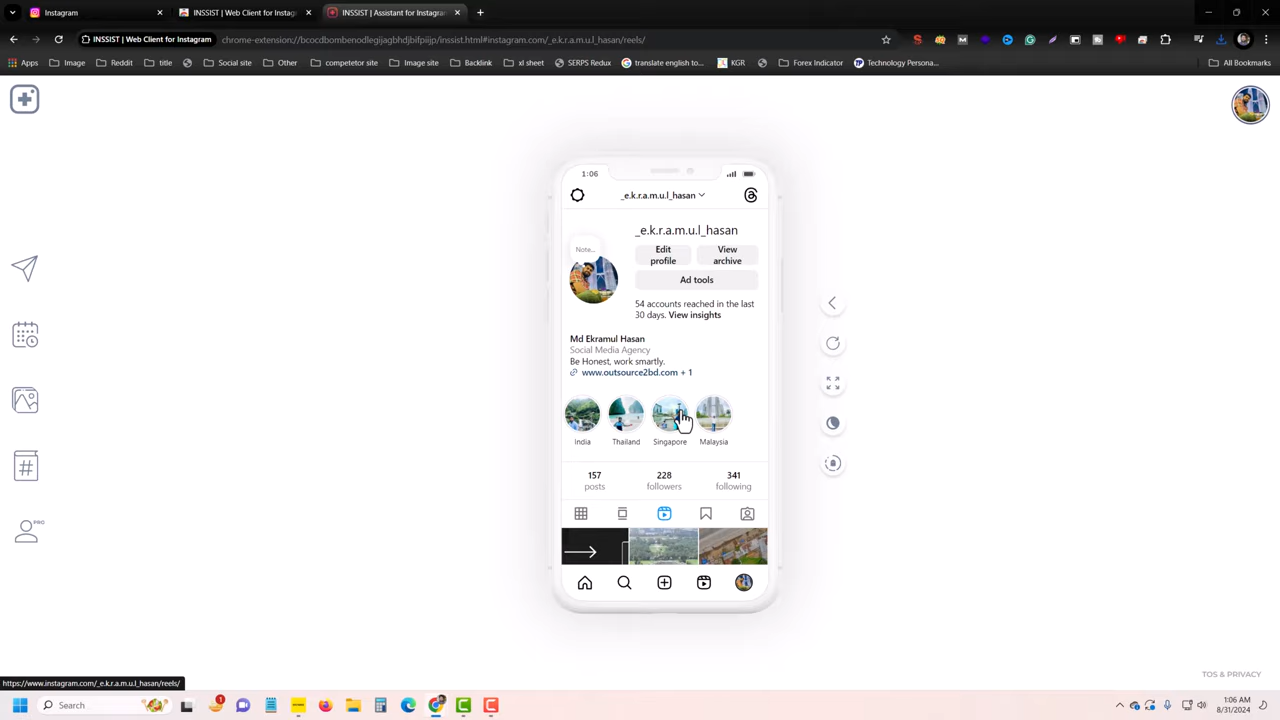 Instagram
INSSIST | Web Client for Instag
INSSIST | Assistant for Instagram
INSSIST | Web Client for Instagram
chrome-extension://bcocdbombenodlegijagbhdjbifpiijp/inssist.html#instagram.com/_e.k.r.a.m.u.l_hasan/reels/
Apps
Image
Reddit
title
Social site
Other
competetor site
Image site
Backlink
xl sheet
SERPS Redux
translate english to...
KGR
Forex Indicator
Technology Persona...
All Bookmarks
1:06
_e.k.r.a.m.u.l_hasan
_e.k.r.a.m.u.l_hasan
Note...
Edit profile
View archive
Ad tools
54 accounts reached in the last
30 days. View insights
Md Ekramul Hasan
Social Media Agency
Be Honest, work smartly.
www.outsource2bd.com + 1
India
Thailand
Singapore
Malaysia
157 posts
228 followers
341 following
PRO
TOS & PRIVACY
https://www.instagram.com/_e.k.r.a.m.u.l_hasan/reels/
Search
1
1:06 AM
8/31/2024